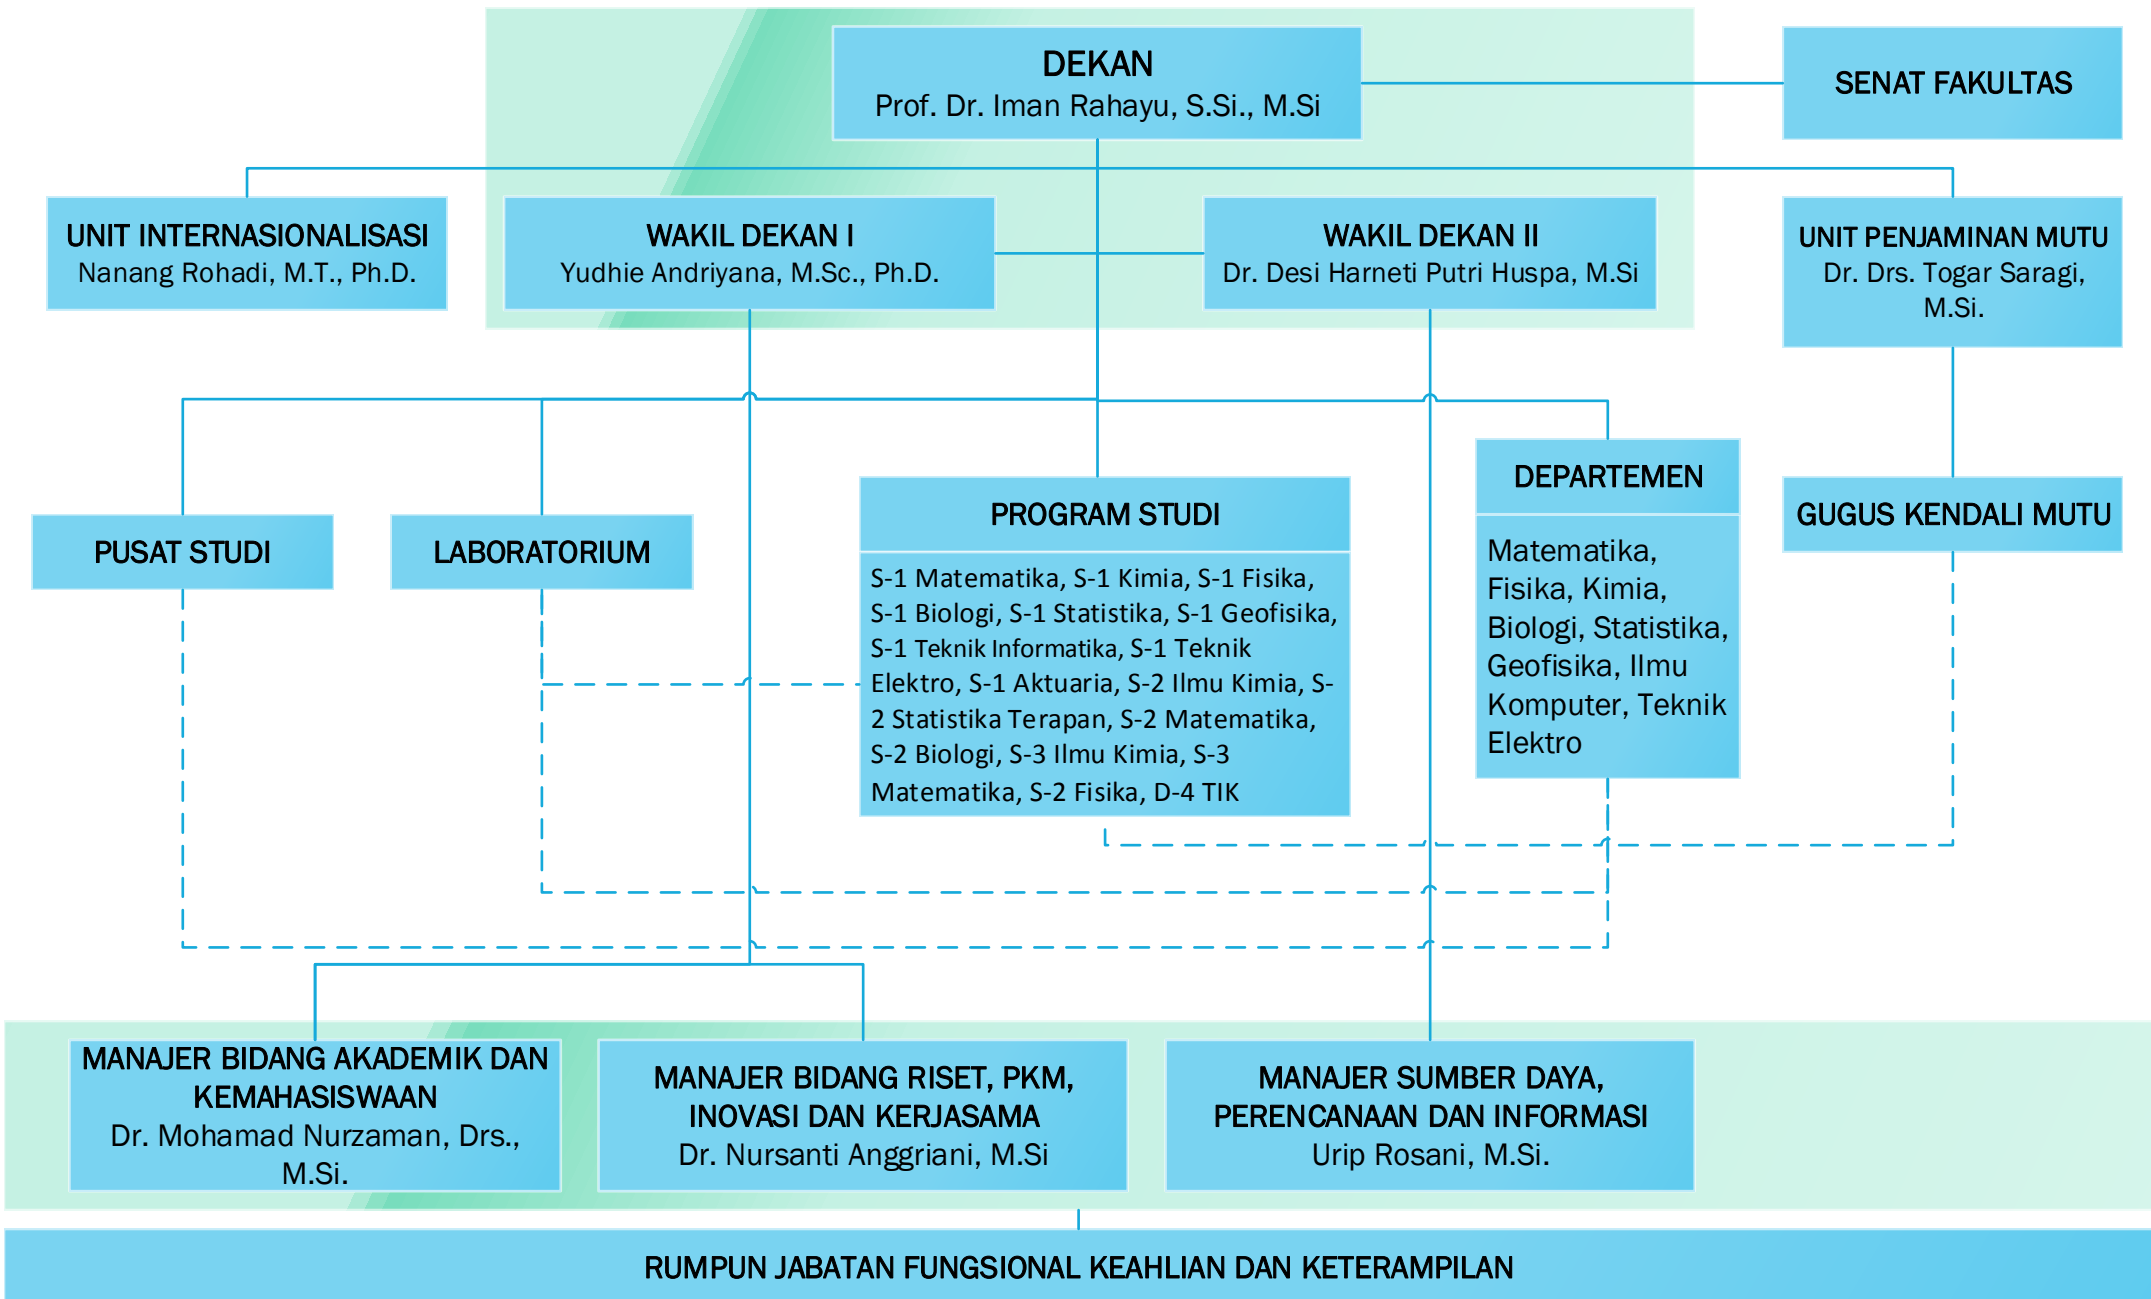 DEKAN
Prof. Dr. Iman Rahayu, S.Si., M.Si
SENAT FAKULTAS
UNIT INTERNASIONALISASI
Nanang Rohadi, M.T., Ph.D.
WAKIL DEKAN I
Yudhie Andriyana, M.Sc., Ph.D.
WAKIL DEKAN II
Dr. Desi Harneti Putri Huspa, M.Si
UNIT PENJAMINAN MUTU
Dr. Drs. Togar Saragi,
M.Si.
PUSAT STUDI
LABORATORIUM
PROGRAM STUDI
S-1 Matematika, S-1 Kimia, S-1 Fisika,
S-1 Biologi, S-1 Statistika, S-1 Geofisika,
S-1 Teknik Informatika, S-1 Teknik
Elektro, S-1 Aktuaria, S-2 Ilmu Kimia, S-
2 Statistika Terapan, S-2 Matematika,
S-2 Biologi, S-3 Ilmu Kimia, S-3
Matematika, S-2 Fisika, D-4 TIK
DEPARTEMEN
Matematika,
Fisika, Kimia,
Biologi, Statistika,
Geofisika, Ilmu
Komputer, Teknik
Elektro
GUGUS KENDALI MUTU
MANAJER BIDANG AKADEMIK DAN
KEMAHASISWAAN
Dr. Mohamad Nurzaman, Drs.,
M.Si.
MANAJER BIDANG RISET, PKM,
INOVASI DAN KERJASAMA
Dr. Nursanti Anggriani, M.Si
MANAJER SUMBER DAYA,
PERENCANAAN DAN INFORMASI
Urip Rosani, M.Si.
RUMPUN JABATAN FUNGSIONAL KEAHLIAN DAN KETERAMPILAN